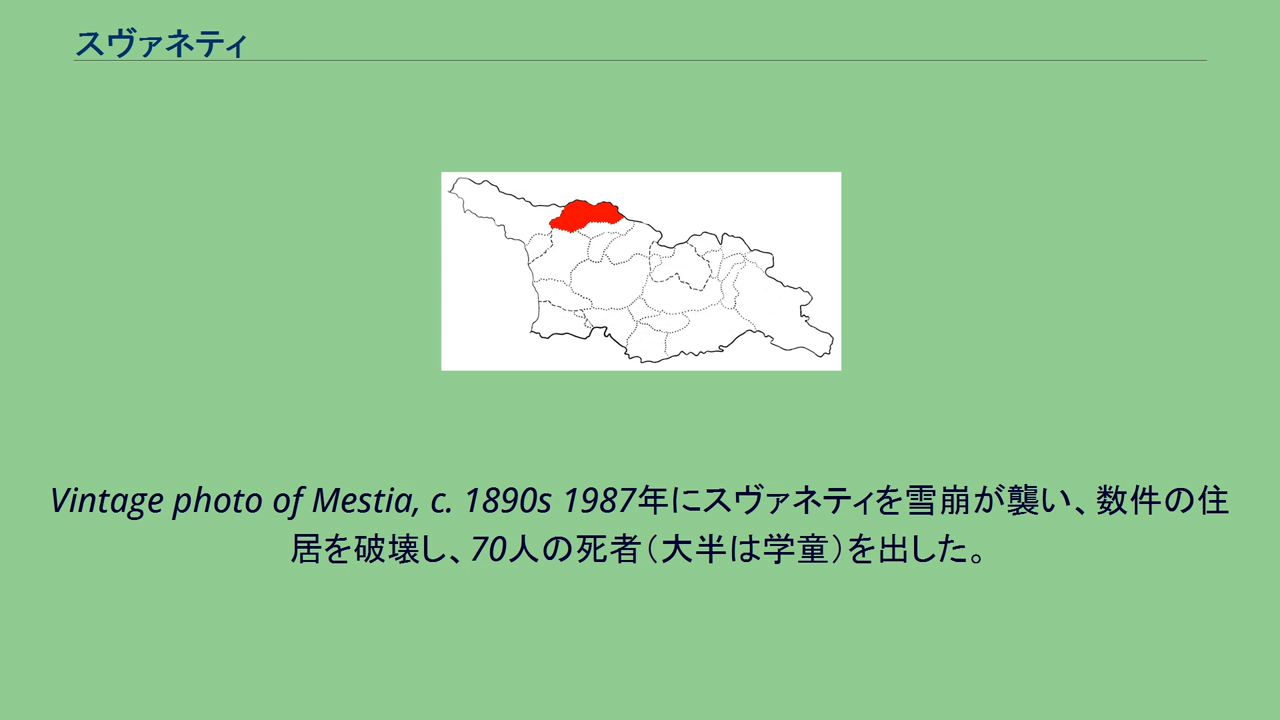 スヴァネティ
Vintage photo of Mestia, c. 1890s 1987年にスヴァネティを雪崩が襲い、数件の住
居を破壊し、70人の死者（大半は学童）を出した。